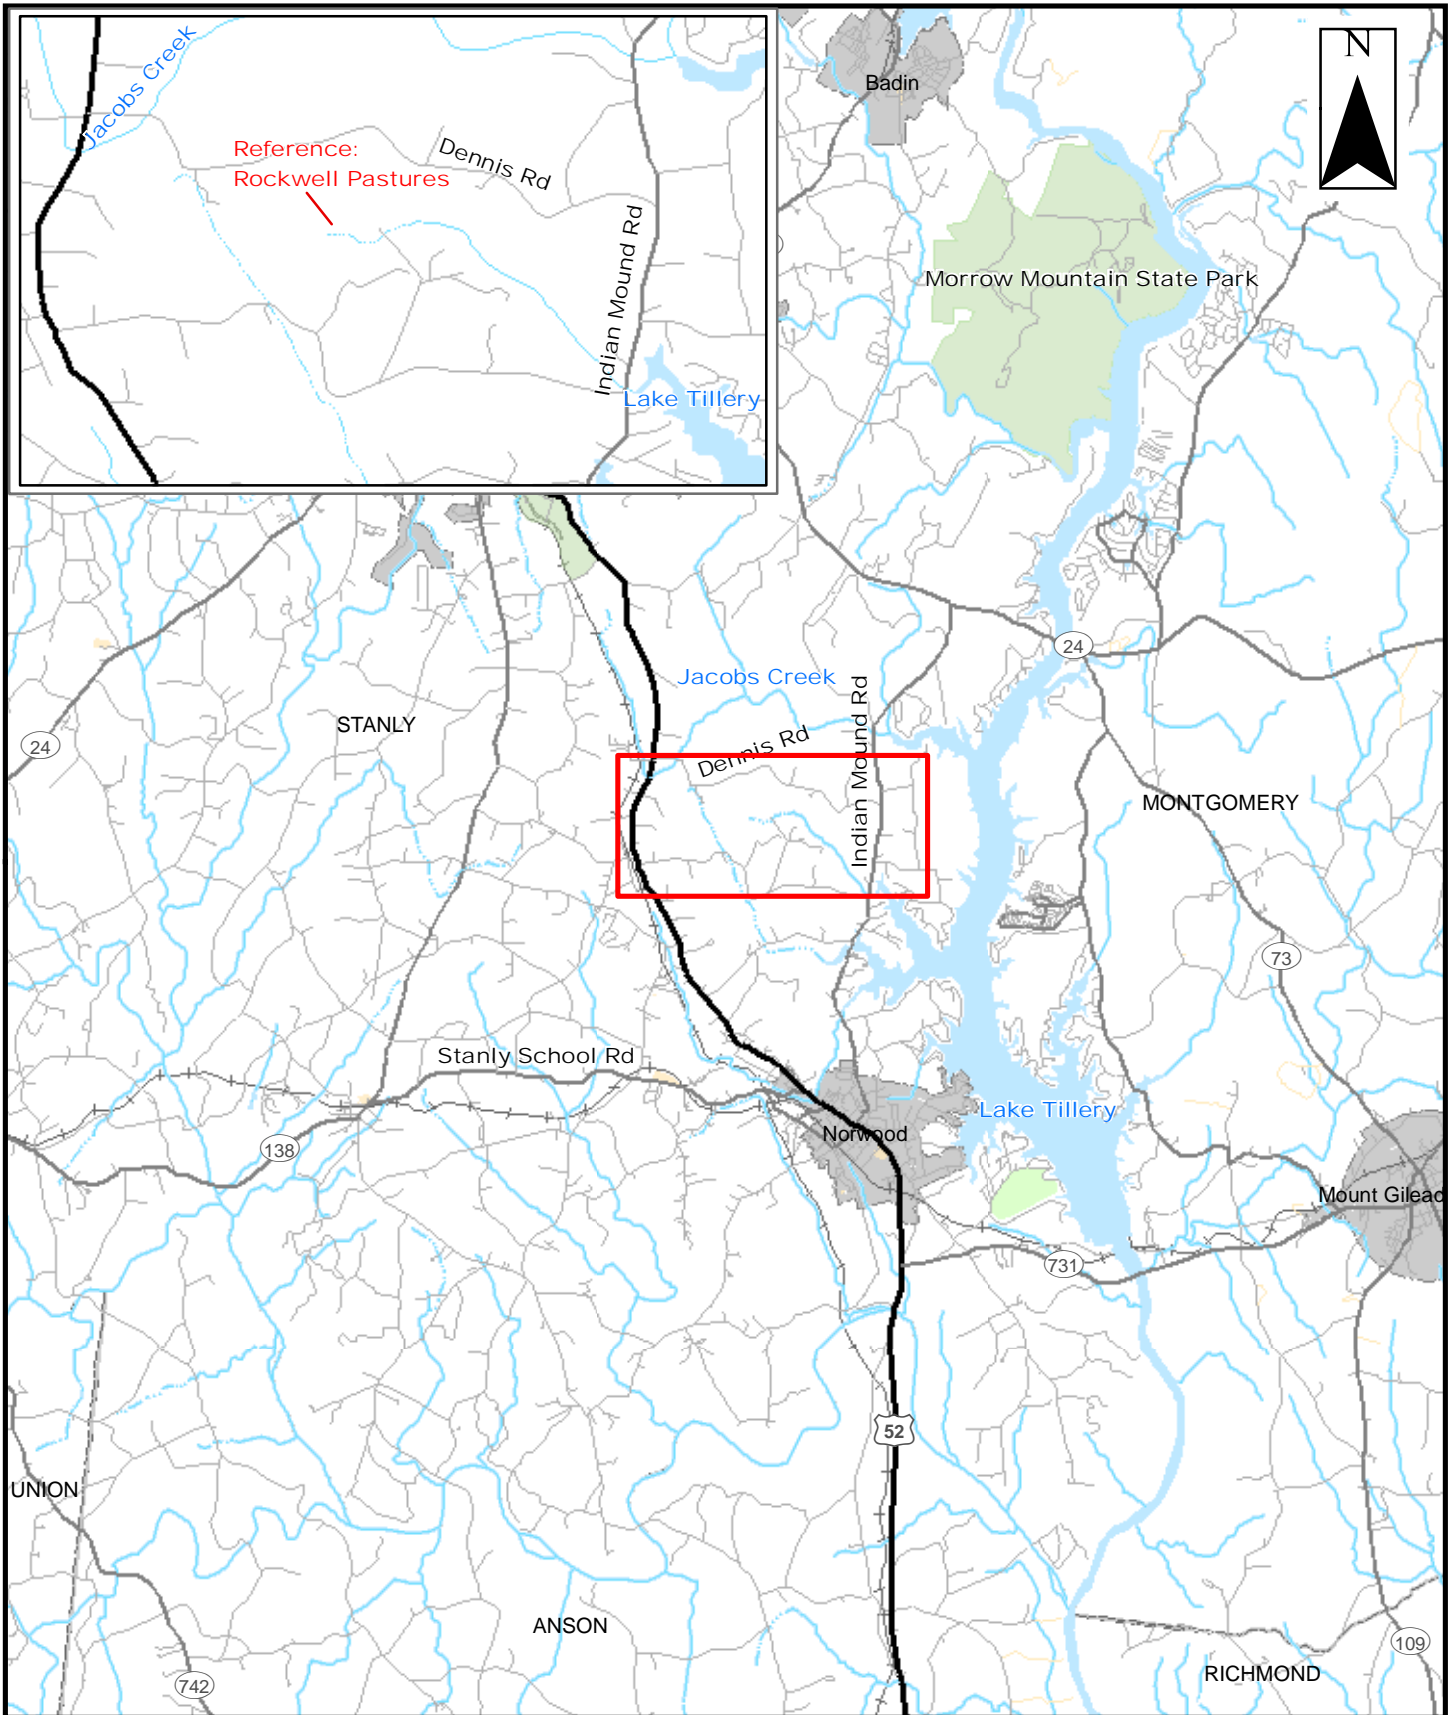 Jacobs Creek
Reference:
Rockwell Pastures
Dennis Rd
Indian Mound Rd
Lake Tillery
N
Badin
Morrow Mountain State Park
24
Jacobs Creek
STANLY
24
Dennis Rd
Indian Mound Rd
MONTGOMERY
73
Stanly School Rd
Lake Tillery
Norwood
138
Mount Gilead
731
52
UNION
ANSON
109
RICHMOND
742